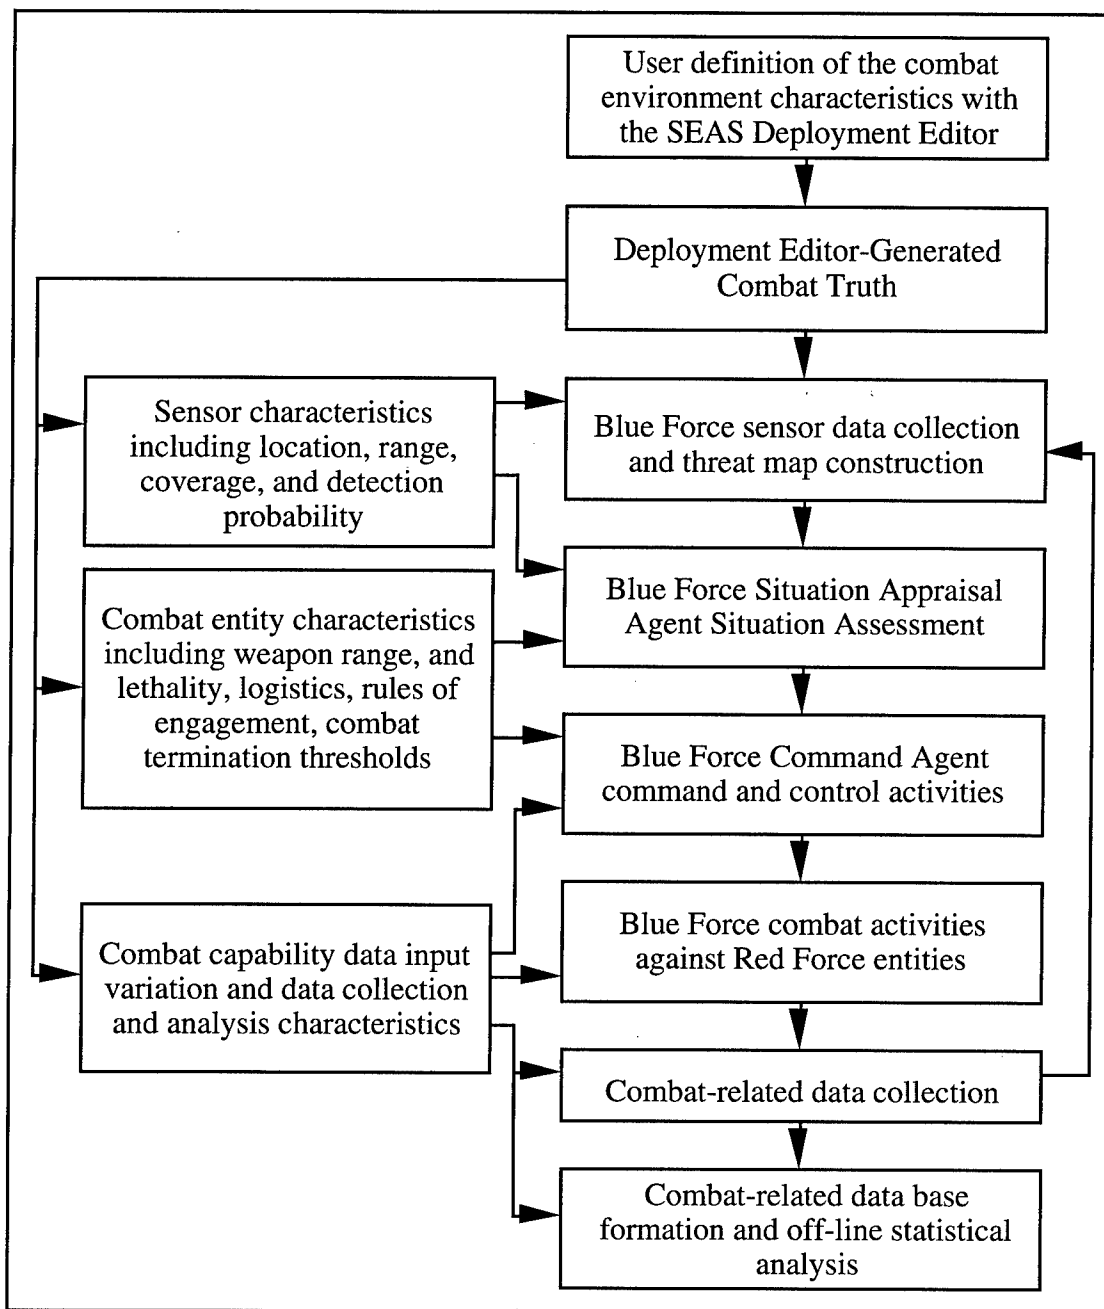 User definition of the combat
environment characteristics with
the SEAS Deployment Editor
Deployment Editor-Generated
Combat Truth
Sensor characteristics
including location, range,
coverage, and detection
probability
Blue Force sensor data collection
and threat map construction
Combat entity characteristics
including weapon range, and
lethality, logistics, rules of
engagement, combat
termination thresholds
Blue Force Situation Appraisal
Agent Situation Assessment
Blue Force Command Agent
command and control activities
Combat capability data input
variation and data collection
and analysis characteristics
Blue Force combat activities
against Red Force entities
Combat-related data collection
Combat-related data base
formation and off-line statistical
analysis